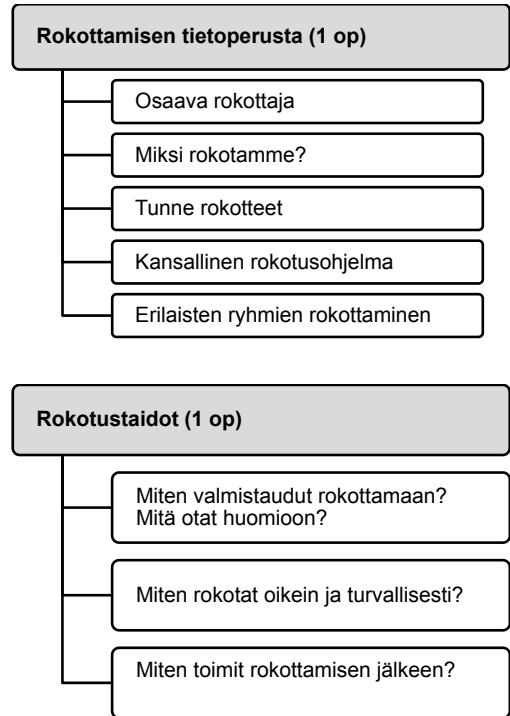 Rokottamisen tietoperusta (1 op)
Osaava rokottaja
Miksi rokotamme?
Tunne rokotteet
Kansallinen rokotusohjelma
Erilaisten ryhmien rokottaminen
Rokotustaidot (1 op)
Miten valmistaudut rokottamaan?
Mitä otat huomioon?
Miten rokotat oikein ja turvallisesti?
Miten toimit rokottamisen jälkeen?